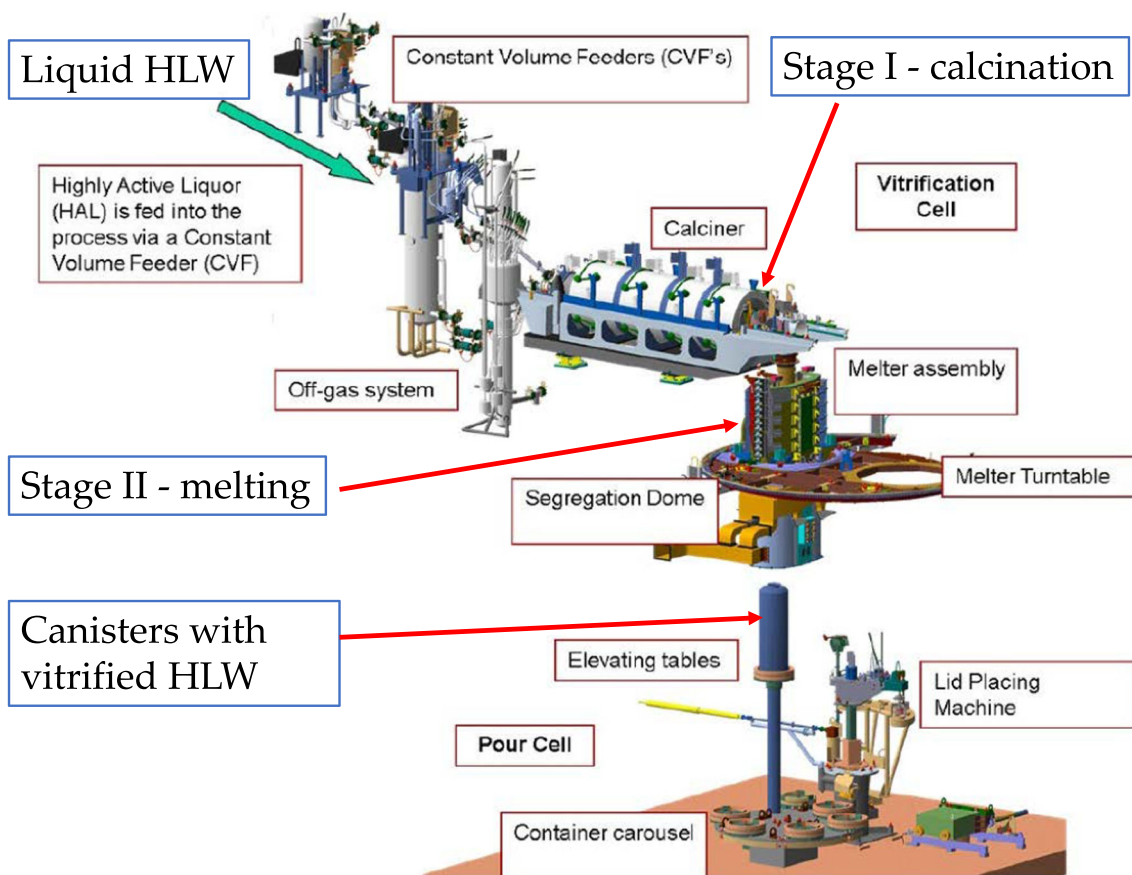 Liquid HLW
Constant Volume Feeders (CVF's)
Stage I - calcination
Highly Active Liquor
(HAL) is fed into the
process via a Constant
Volume Feeder (CVF)
Vitrification
Cell
Calciner
Off-gas system
Melter assembly
Stage II - melting
Segregation Dome
Melter Turntable
Canisters with
vitrified HLW
Elevating tables
Lid Placing
Machine
Pour Cell
Container carousel